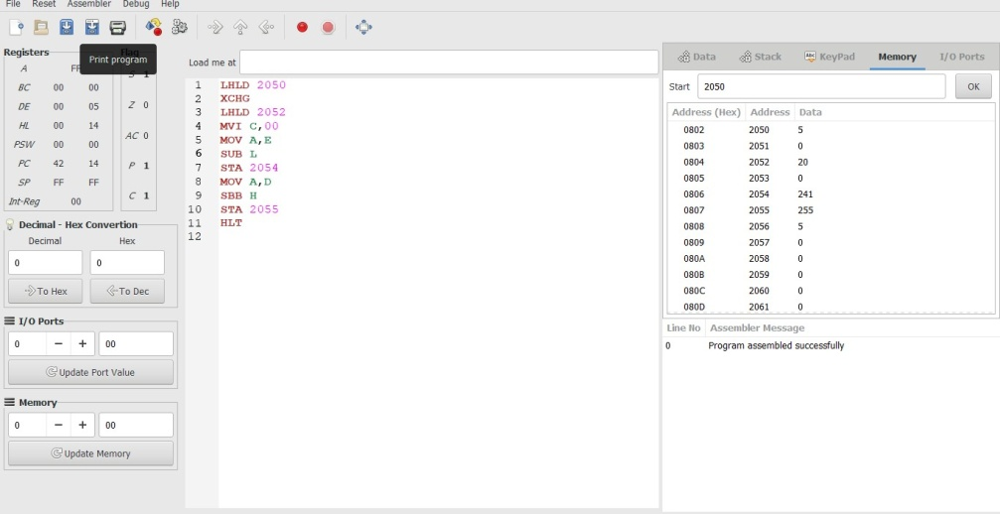 File Reset Assembler Debug Help
Print program
Registers
Flag
A FF
BC 00 00
DE 00 05
HL 00 14
PSW 00 00
PC 42 14
SP FF FF
Int-Reg 00
S 1
Z 0
AC 0
P 1
C 1
Decimal - Hex Convertion
Decimal Hex
0 0
To Hex To Dec
I/O Ports
0 − + 00
Update Port Value
Memory
0 − + 00
Update Memory
Load me at
1 LHLD 2050
2 XCHG
3 LHLD 2052
4 MVI C,00
5 MOV A,E
6 SUB L
7 STA 2054
8 MOV A,D
9 SBB H
10 STA 2055
11 HLT
12
Data Stack Abc KeyPad Memory I/O Ports
Start 2050 OK
Address (Hex) Address Data
0802 2050 5
0803 2051 0
0804 2052 20
0805 2053 0
0806 2054 241
0807 2055 255
0808 2056 5
0809 2057 0
080A 2058 0
080B 2059 0
080C 2060 0
080D 2061 0
Line No Assembler Message
0 Program assembled successfully